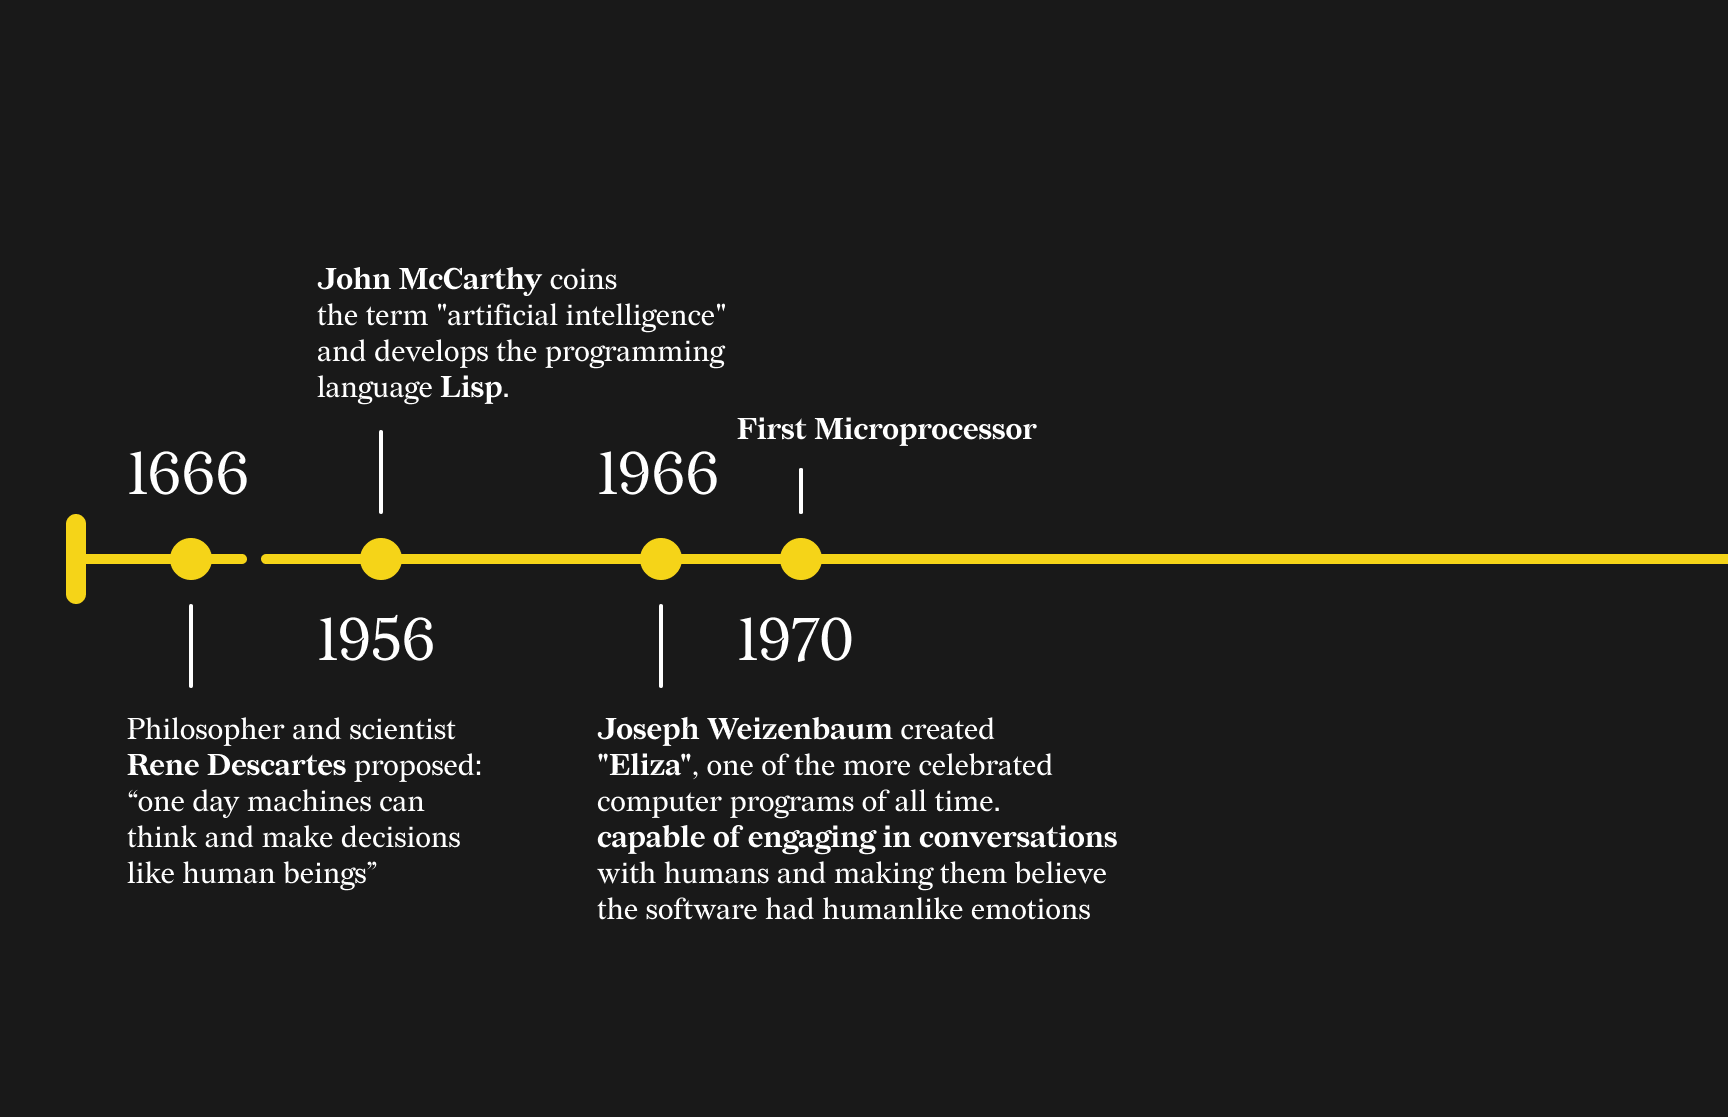 John McCarthy coins
the term "artificial intelligence"
and develops the programming
language Lisp.
First Microprocessor
1666
1966
1956
1970
Philosopher and scientist
Rene Descartes proposed:
“one day machines can
think and make decisions
like human beings”
Joseph Weizenbaum created
"Eliza", one of the more celebrated
computer programs of all time.
capable of engaging in conversations
with humans and making them believe
the software had humanlike emotions